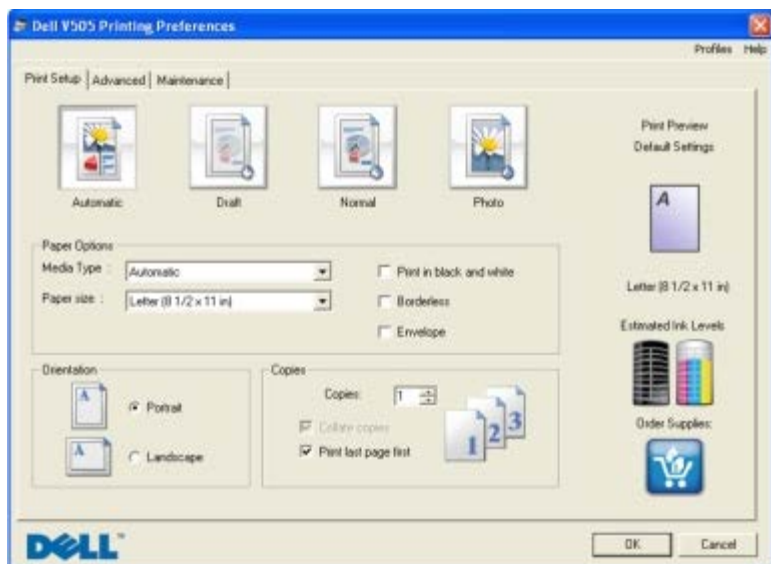 Dell V505 Printing Preferences
Profiles Help
Print Setup Advanced Maintenance
Automatic Draft Normal Photo
Print Preview
Default Settings
A
Letter (8 1/2 x 11 in)
Paper Options
Media Type : Automatic
Paper size : Letter (8 1/2 x 11 in)
Print in black and white
Borderless
Envelope
Estimated Ink Levels
Orientation
A Portrait
A Landscape
Copies
Copies: 1
Collate copies
Print last page first
1 2 3
Order Supplies:
DELL™
OK Cancel